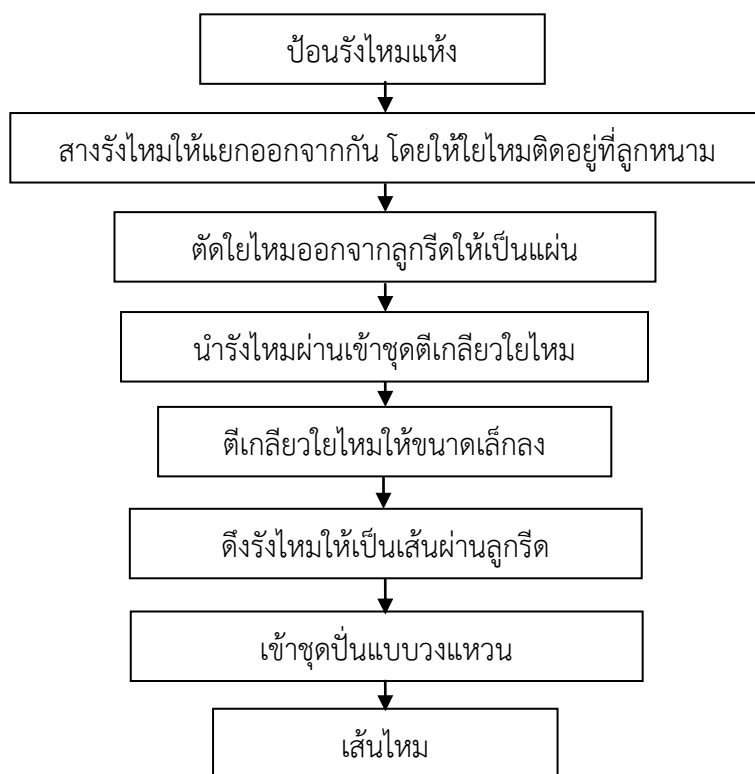 ป้อนรังไหมแห้ง
สางรังไหมให้แยกออกจากกัน โดยให้ใยไหมติดอยู่ที่ลูกหนาม
ตัดใยไหมออกจากลูกรีดให้เป็นแผ่น
นำรังไหมผ่านเข้าชุดตีเกลียวใยไหม
ตีเกลียวใยไหมให้ขนาดเล็กลง
ดึงรังไหมให้เป็นเส้นผ่านลูกรีด
เข้าชุดปั่นแบบวงแหวน
เส้นไหม